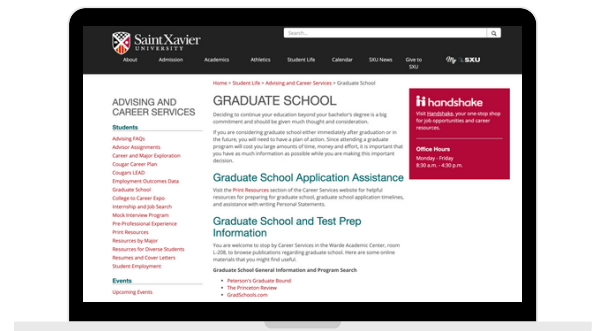 Saint Xavier
UNIVERSITY
Search...
About Admission Academics Athletics Student Life Calendar SXU News Give to SXU My SXU
Home > Student Life > Advising and Career Services > Graduate School
ADVISING AND
CAREER SERVICES
Students
Advising FAQs
Advisor Assignments
Career and Major Exploration
Cougar Career Plan
Cougars LEAD
Employment Outcomes Data
Graduate School
College to Career Expo
Internship and Job Search
Mock Interview Program
Pre-Professional Experience
Print Resources
Resources by Major
Resources for Diverse Students
Resumes and Cover Letters
Student Employment
Events
Upcoming Events
GRADUATE SCHOOL
Deciding to continue your education beyond your bachelor's degree is a big
commitment and should be given much thought and consideration.
If you are considering graduate school either immediately after graduation or in
the future, you will need to have a plan of action. Since attending a graduate
program will cost you large amounts of time, money and effort, it is important that
you have as much information as possible while you are making this important
decision.
Graduate School Application Assistance
Visit the Print Resources section of the Career Services website for helpful
resources for preparing for graduate school, graduate school application timelines,
and assistance with writing Personal Statements.
Graduate School and Test Prep
Information
You are welcome to stop by Career Services in the Warde Academic Center, room
L-208, to browse publications regarding graduate school. Here are some online
materials that you might find useful.
Graduate School General Information and Program Search
• Peterson's Graduate Bound
• The Princeton Review
• GradSchools.com
handshake
Visit Handshake, your one-stop shop
for job opportunities and career
resources.
Office Hours
Monday - Friday
8:30 a.m. - 4:30 p.m.